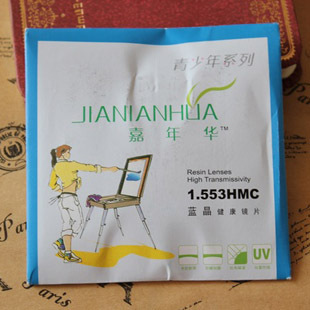 青少年系列
JIANIANHUA
嘉年华™
Resin Lenses
High Transmissivity
1.553HMC
蓝晶 健康镜片
UV
Paris